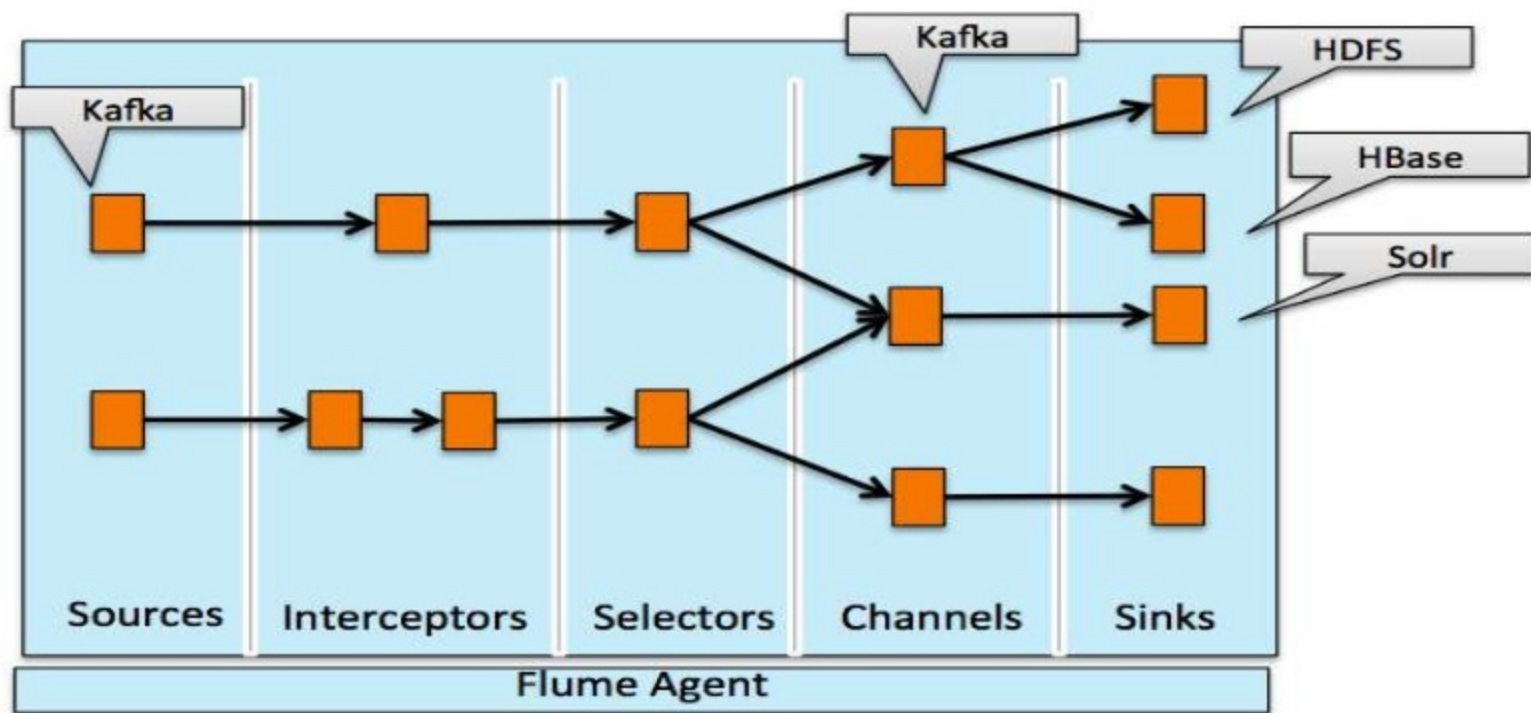 Kafka
HDFS
Kafka
HBase
Solr
Sources
Interceptors
Selectors
Channels
Sinks
Flume Agent